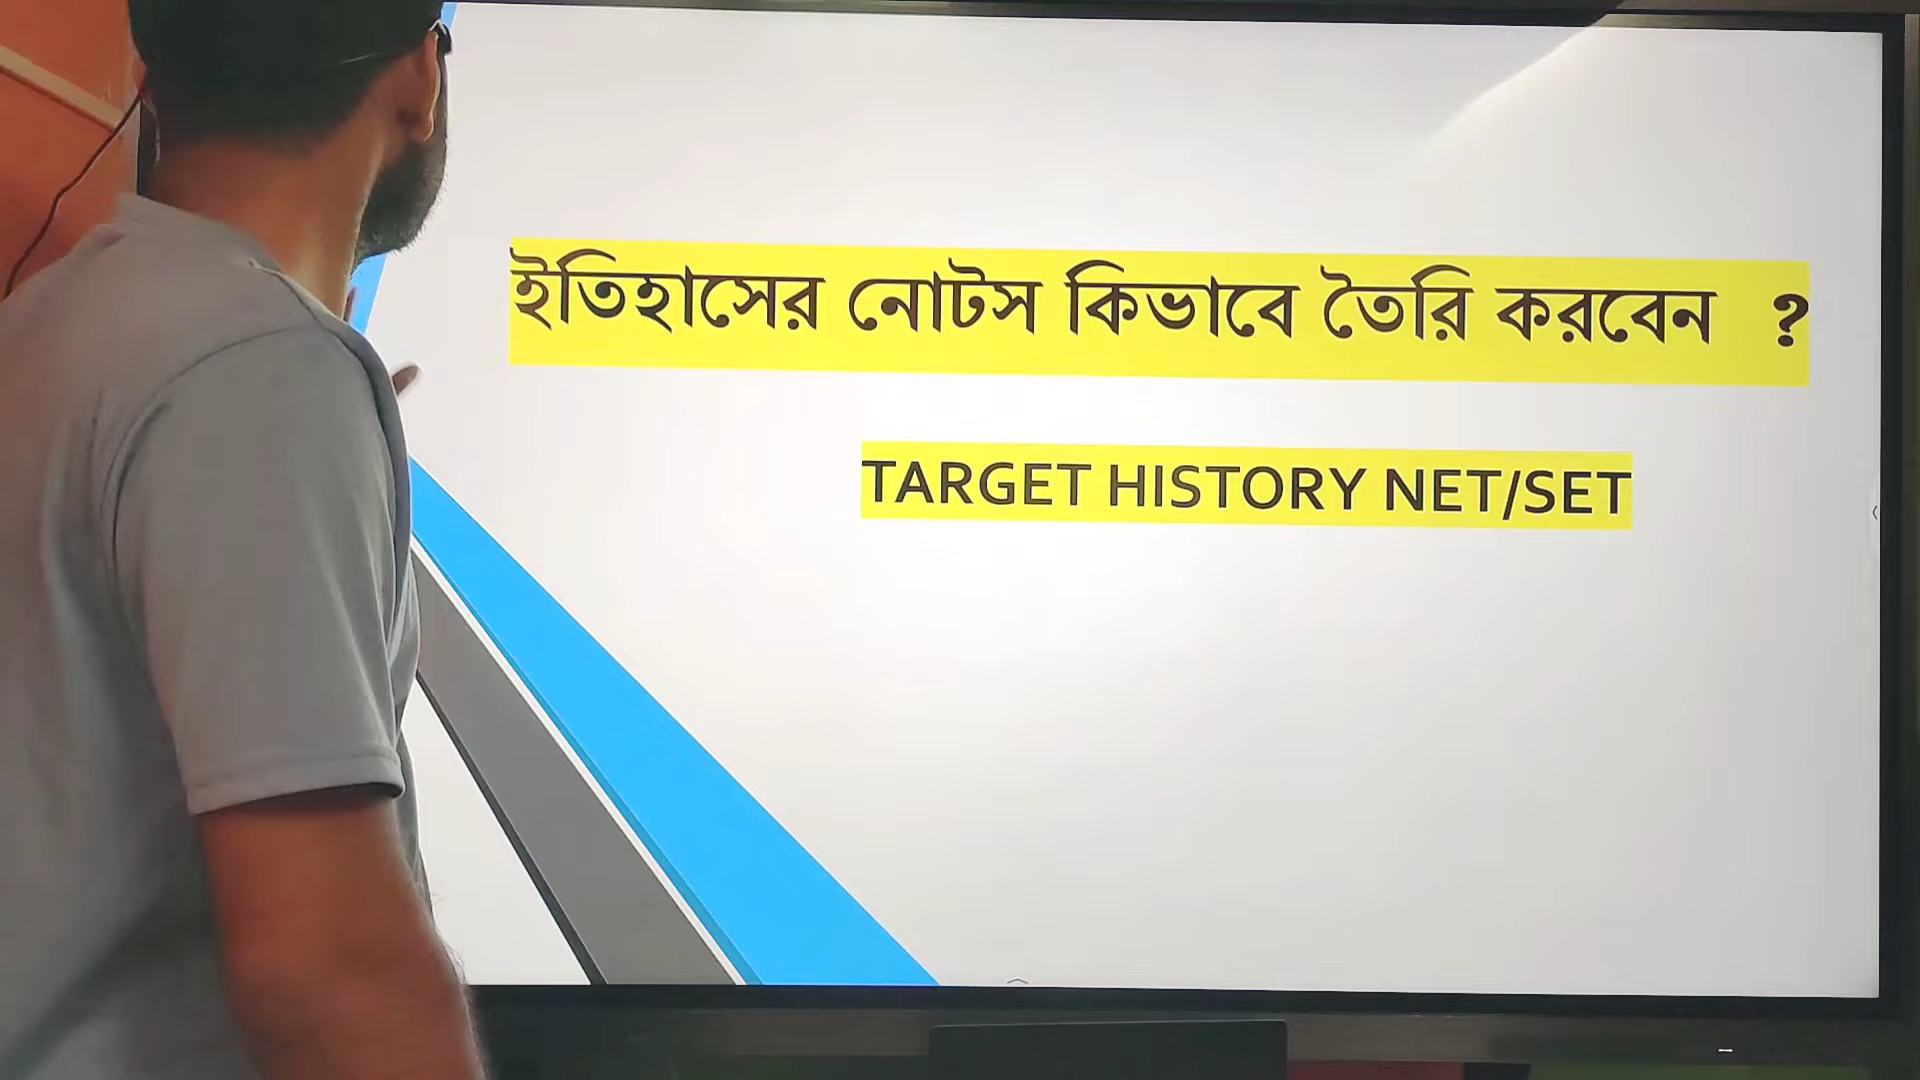 ইতিহাসের নোটস কিভাবে তৈরি করবেন ?
TARGET HISTORY NET/SET